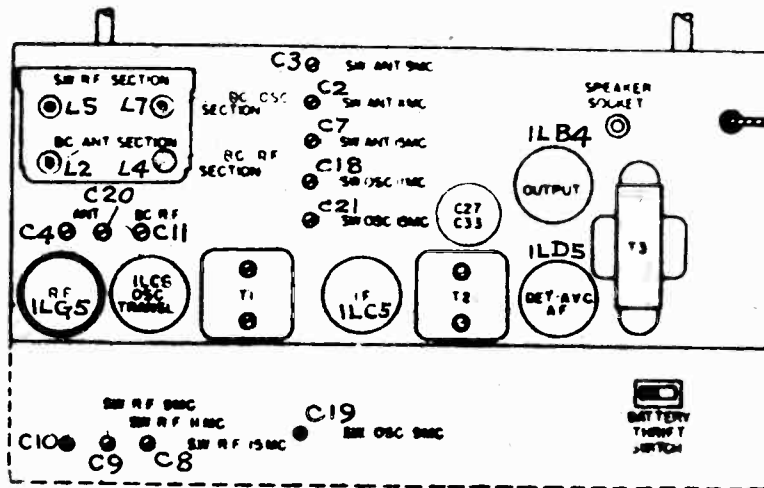 C3 SW ANT 9MC
SW RF SECTION
L5 L7
BC OSC
SECTION
C2
SW ANT 11MC
SPEAKER
SOCKET
BC ANT SECTION
L2 L4
BC RF
SECTION
C7
SW ANT 15MC
1LB4
OUTPUT
C18
SW OSC 11MC
C20
ANT
BC RF
C4
C11
C21
SW OSC 15MC
C27
C33
RF
1LG5
1LC6
OSC
TRANSL
T1
IF
1LC5
T2
1LD5
DET-AVC
AF
T3
SW RF 9MC
SW RF 11MC
SW RF 15MC
C10
C9
C8
C19
SW OSC 9MC
BATTERY
THRIFT
SWITCH